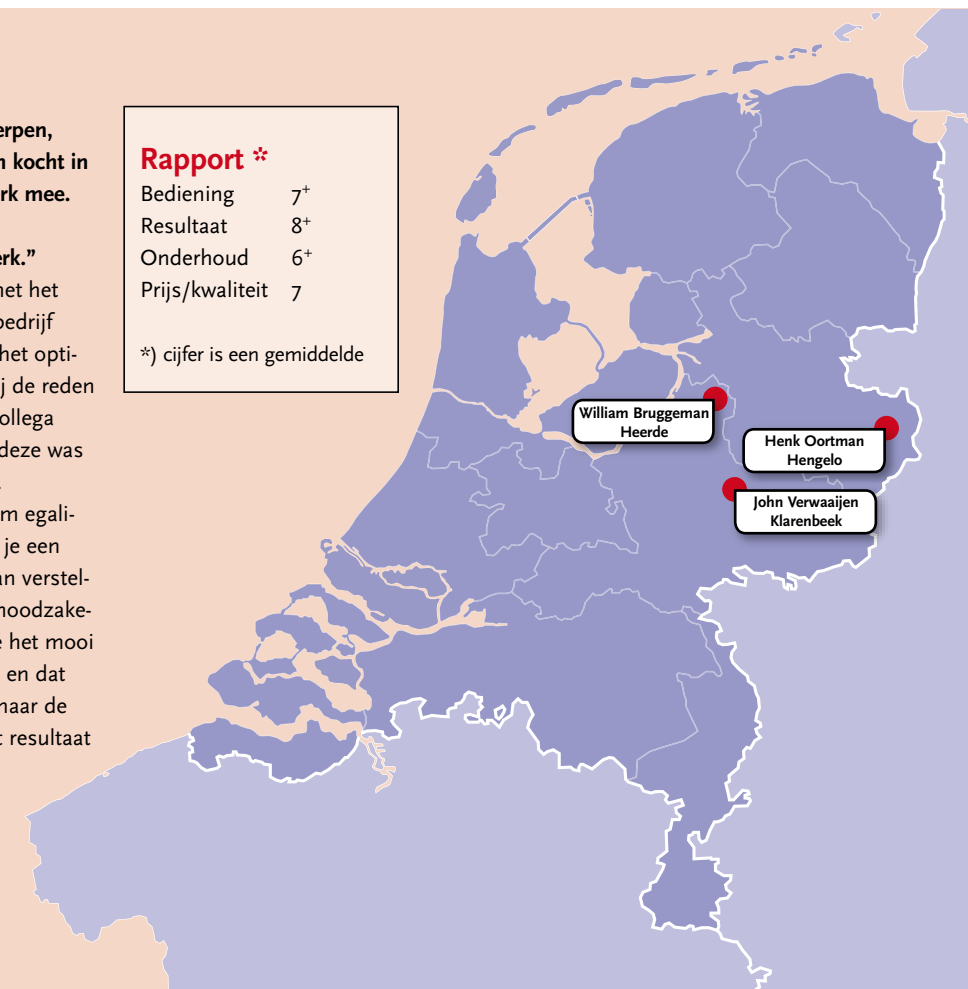 erpen,
kocht in
rk mee.
erk.”
net het
bedrijf
het opti-
j de reden
ollega
deze was
m egali-
je een
an verstel-
noodzake-
e het mooi
en dat
naar de
resultaat
Rapport *
Bediening 7+
Resultaat 8+
Onderhoud 6+
Prijs/kwaliteit 7
*) cijfer is een gemiddelde
William Bruggeman
Heerde
Henk Oortman
Hengelo
John Verwaaijen
Klarenbeek